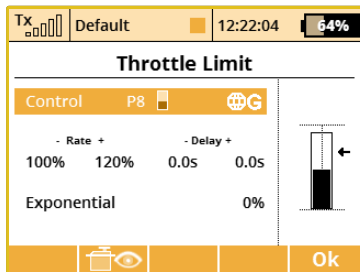 Tx Default 12:22:04 64%
Throttle Limit
Control P8 G
- Rate + - Delay +
100% 120% 0.0s 0.0s
Exponential 0%
Ok